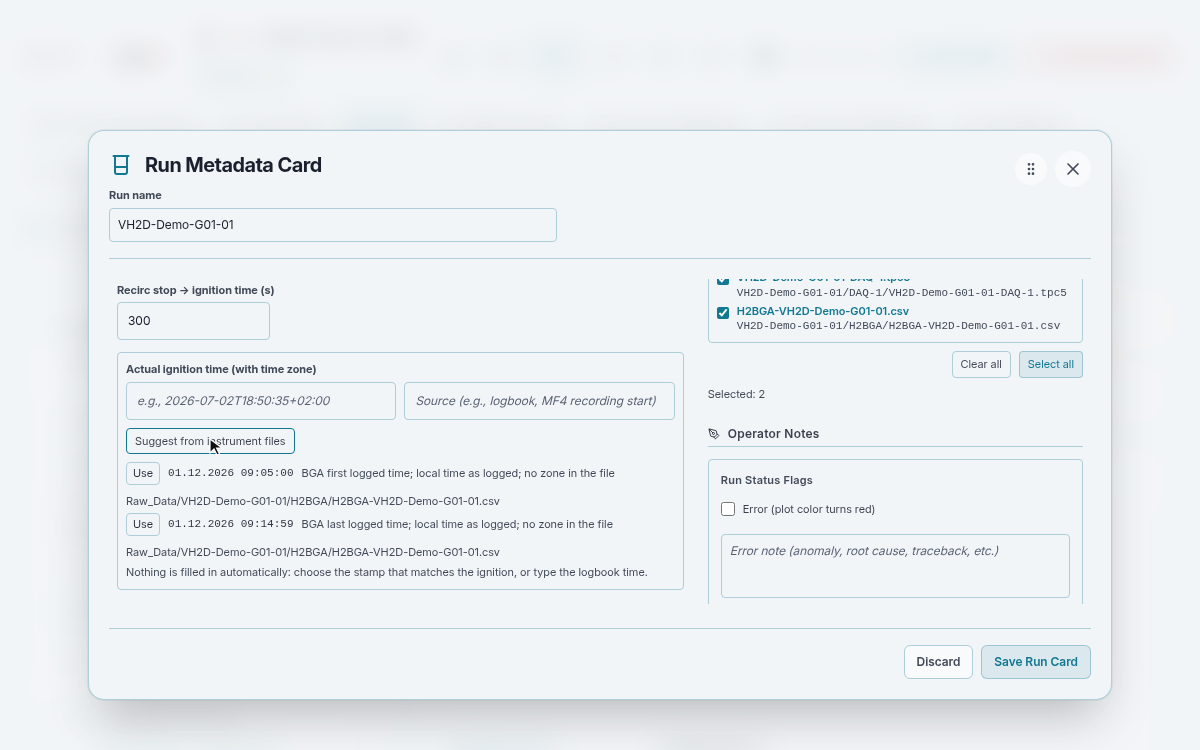 Run Metadata Card
Run name
VH2D-Demo-G01-01
Recirc stop → ignition time (s)
300
Actual ignition time (with time zone)
e.g., 2026-07-02T18:50:35+02:00
Source (e.g., logbook, MF4 recording start)
Suggest from instrument files
Use 01.12.2026 09:05:00 BGA first logged time; local time as logged; no zone in the file
Raw_Data/VH2D-Demo-G01-01/H2BGA/H2BGA-VH2D-Demo-G01-01.csv
Use 01.12.2026 09:14:59 BGA last logged time; local time as logged; no zone in the file
Raw_Data/VH2D-Demo-G01-01/H2BGA/H2BGA-VH2D-Demo-G01-01.csv
Nothing is filled in automatically: choose the stamp that matches the ignition, or type the logbook time.
VH2D-Demo-G01-01-DAQ-1.tpc5
VH2D-Demo-G01-01/DAQ-1/VH2D-Demo-G01-01-DAQ-1.tpc5
H2BGA-VH2D-Demo-G01-01.csv
VH2D-Demo-G01-01/H2BGA/H2BGA-VH2D-Demo-G01-01.csv
Clear all
Select all
Selected: 2
Operator Notes
Run Status Flags
Error (plot color turns red)
Error note (anomaly, root cause, traceback, etc.)
Discard
Save Run Card